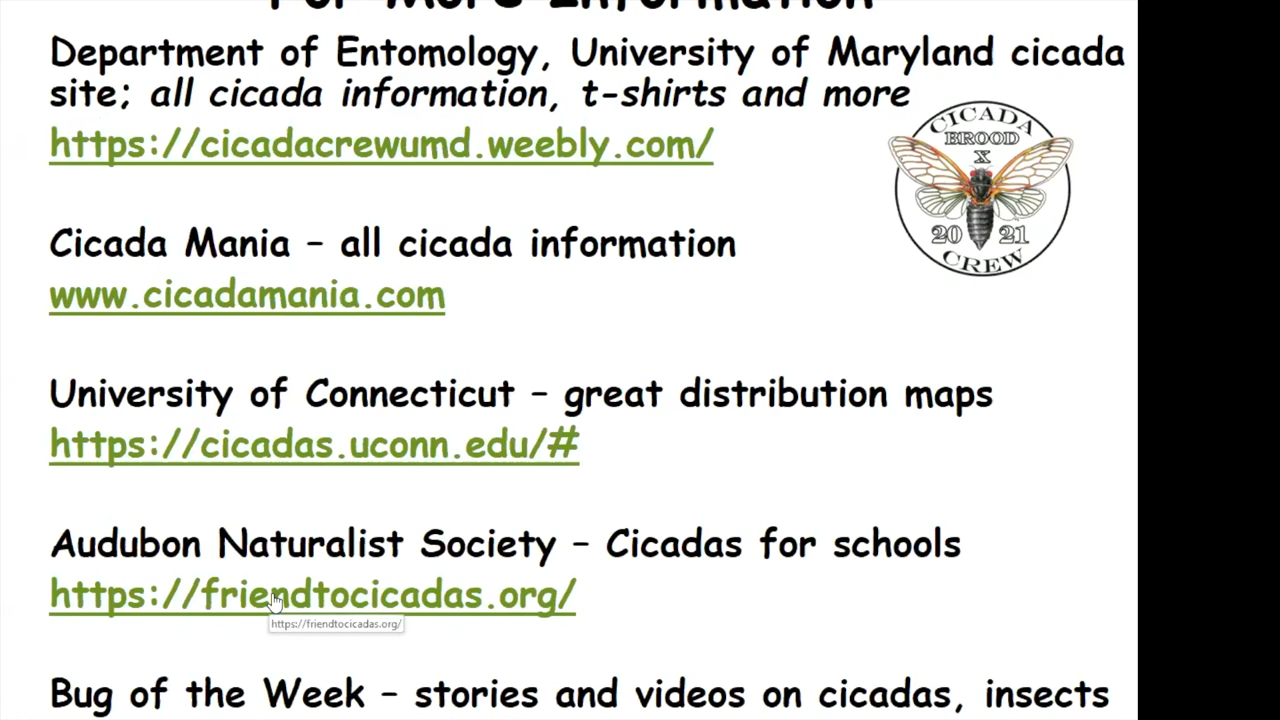 For More Information
Department of Entomology, University of Maryland cicada
site; all cicada information, t-shirts and more
https://cicadacrewumd.weebly.com/
CICADA
BROOD
X
20 21
CREW
Cicada Mania – all cicada information
www.cicadamania.com
University of Connecticut – great distribution maps
https://cicadas.uconn.edu/#
Audubon Naturalist Society – Cicadas for schools
https://friendtocicadas.org/
https://friendtocicadas.org/
Bug of the Week – stories and videos on cicadas, insects